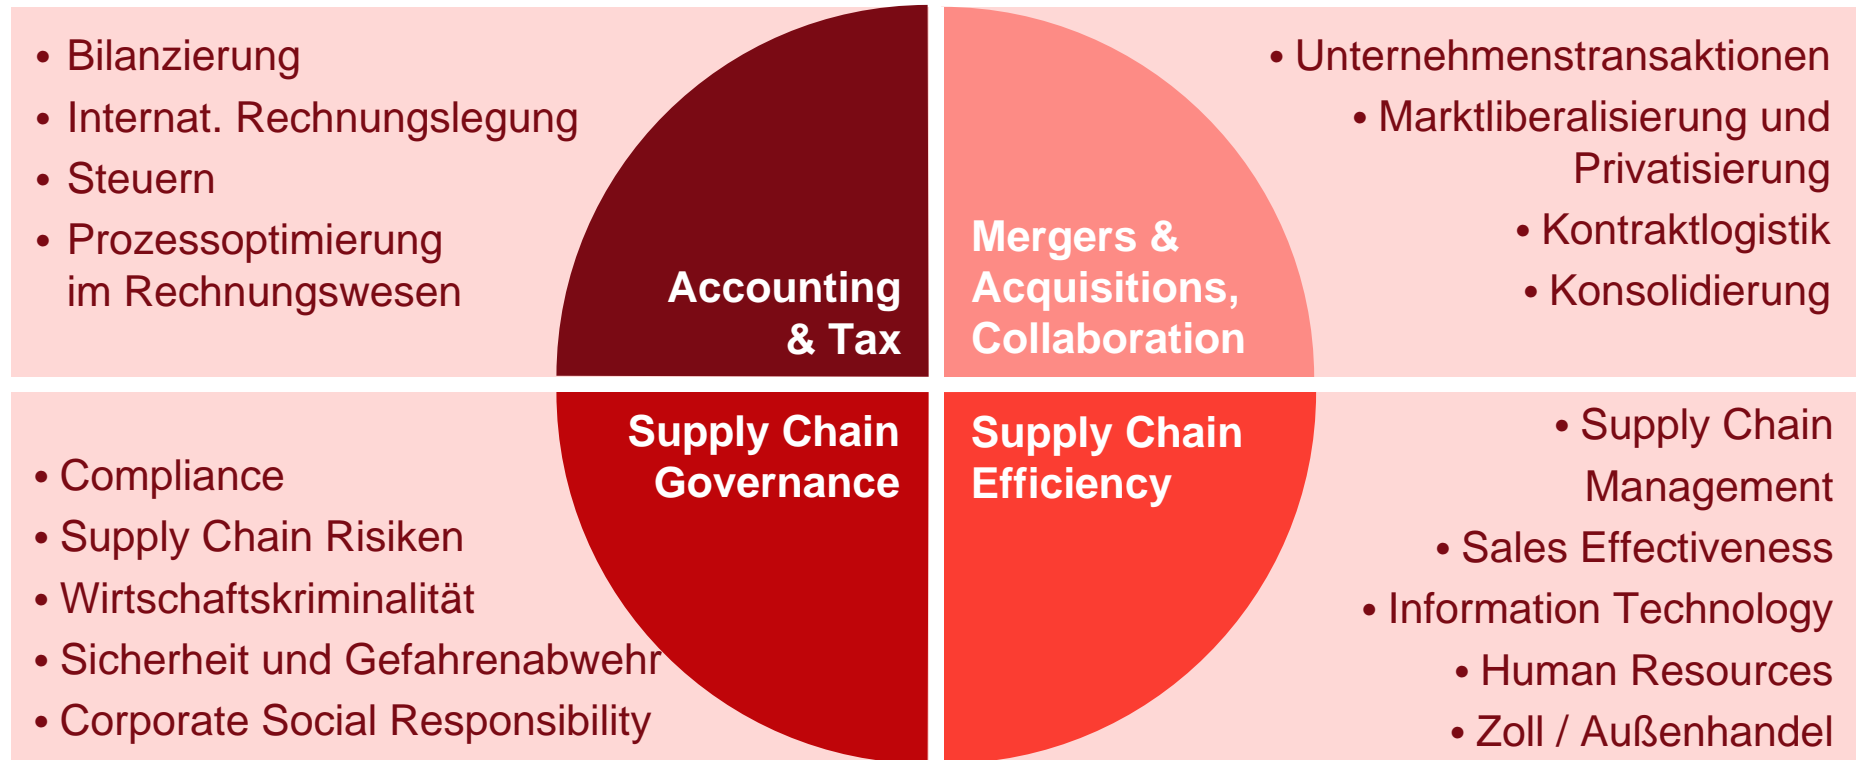 • Bilanzierung
• Internat. Rechnungslegung
• Steuern
• Prozessoptimierung
im Rechnungswesen
Accounting
& Tax
Mergers &
Acquisitions,
Collaboration
• Unternehmenstransaktionen
• Marktliberalisierung und
Privatisierung
• Kontraktlogistik
• Konsolidierung
• Compliance
• Supply Chain Risiken
• Wirtschaftskriminalität
• Sicherheit und Gefahrenabwehr
• Corporate Social Responsibility
Supply Chain
Governance
Supply Chain
Efficiency
• Supply Chain
Management
• Sales Effectiveness
• Information Technology
• Human Resources
• Zoll / Außenhandel